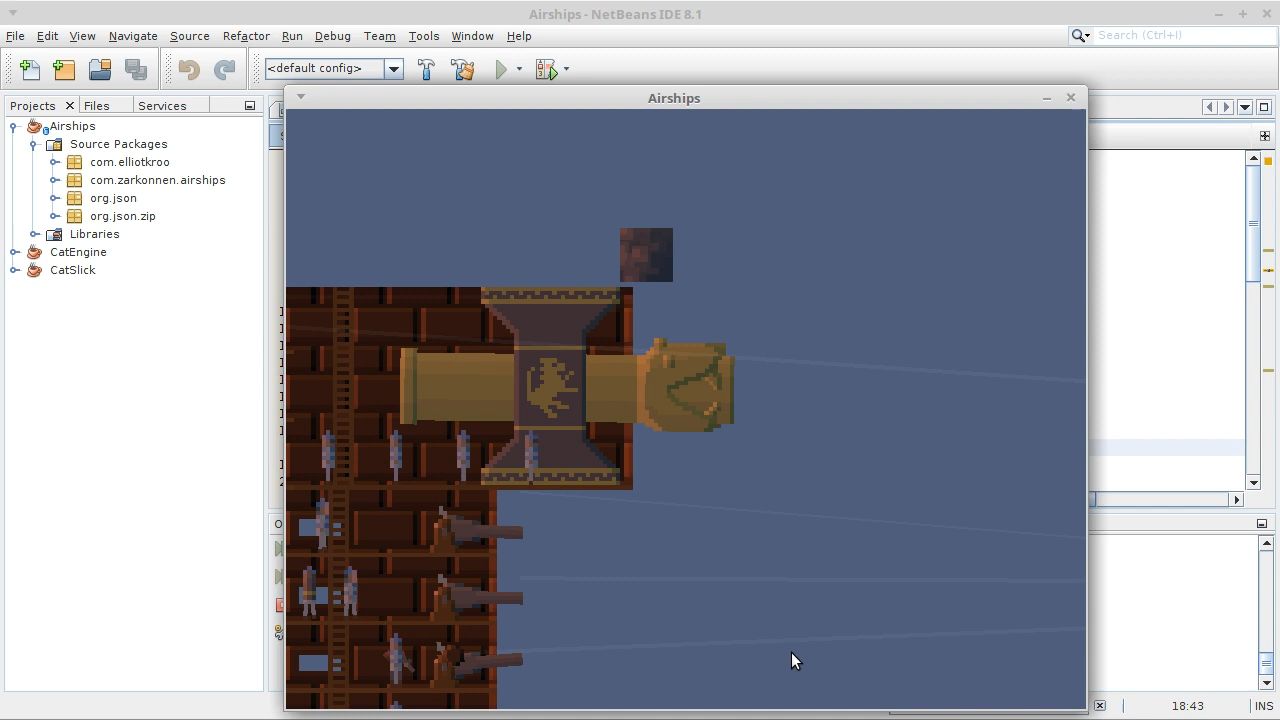 Airships - NetBeans IDE 8.1
File Edit View Navigate Source Refactor Run Debug Team Tools Window Help
Search (Ctrl+I)
<default config>
Projects Files Services
Airships
Airships
Source Packages
com.elliotkroo
com.zarkonnen.airships
org.json
org.json.zip
Libraries
CatEngine
CatSlick
18:43 INS